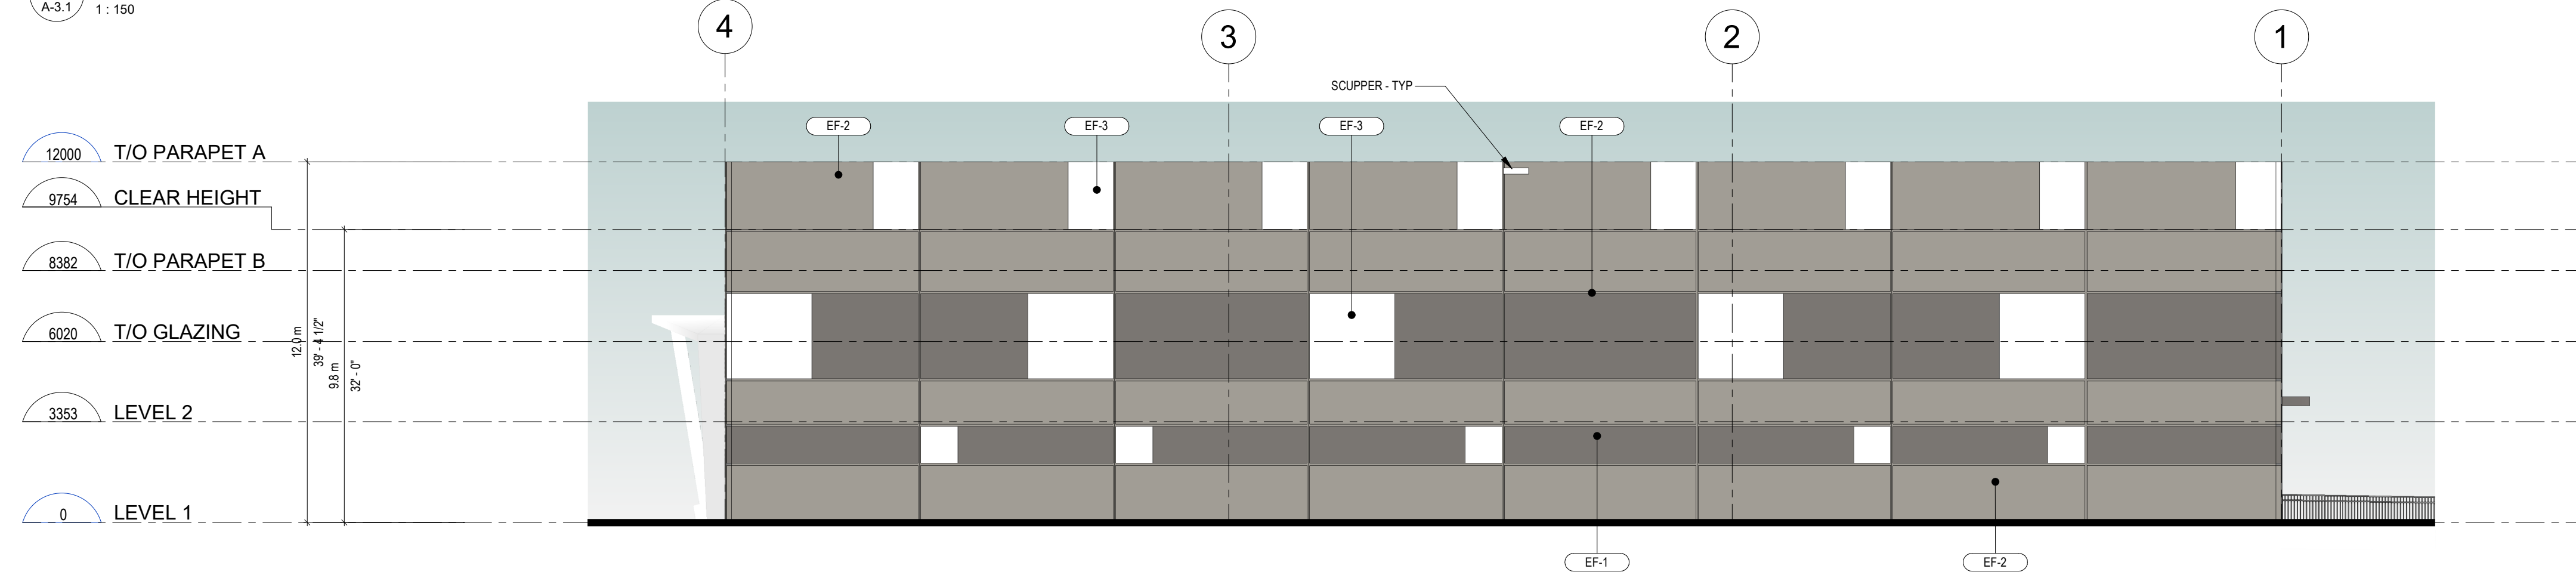 A-3.1
1 : 150
4
3
2
1
SCUPPER - TYP
EF-2
EF-3
EF-3
EF-2
12000 T/O PARAPET A
9754 CLEAR HEIGHT
8382 T/O PARAPET B
6020 T/O GLAZING
12.0 m
39' - 4 1/2"
9.8 m
32' - 0"
3353 LEVEL 2
0 LEVEL 1
EF-1
EF-2